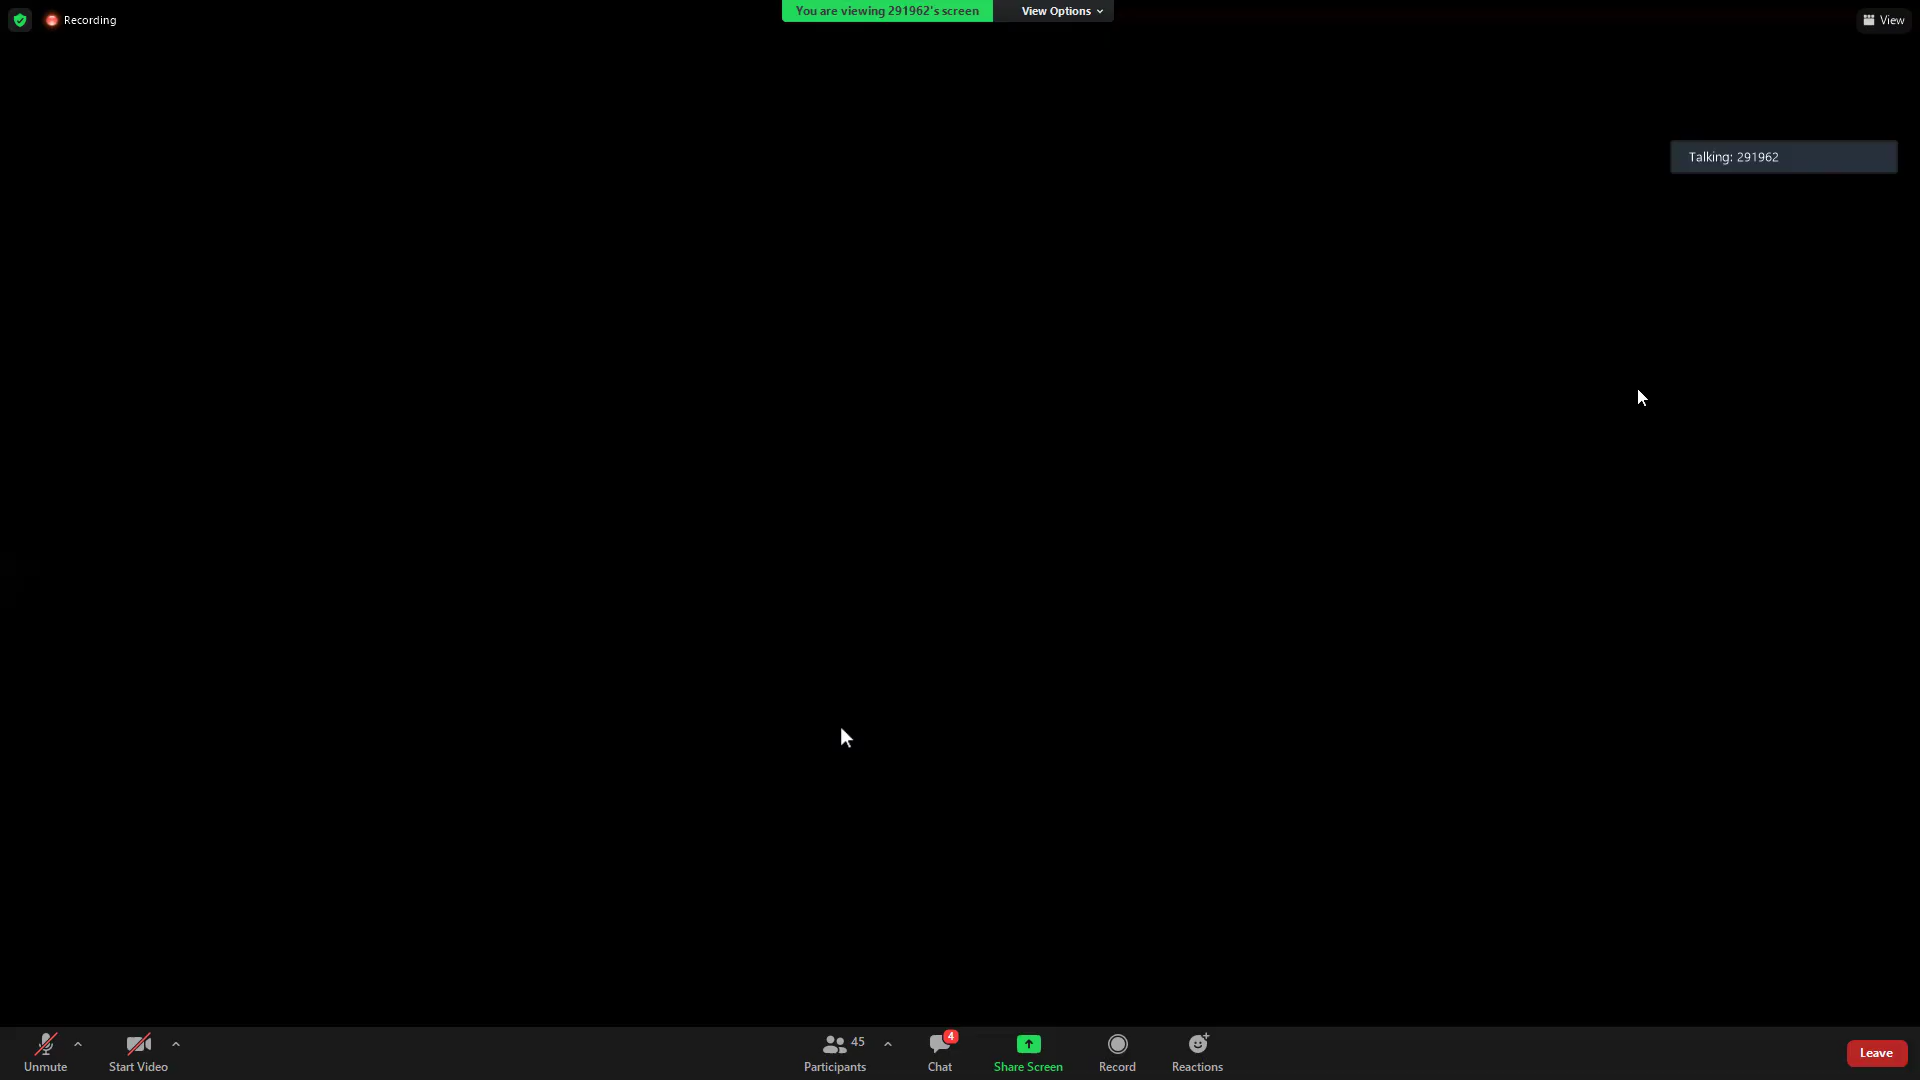 Recording
You are viewing 291962's screen View Options
View
Talking: 291962
Unmute
Start Video
45
Participants
4
Chat
Share Screen
Record
Reactions
Leave